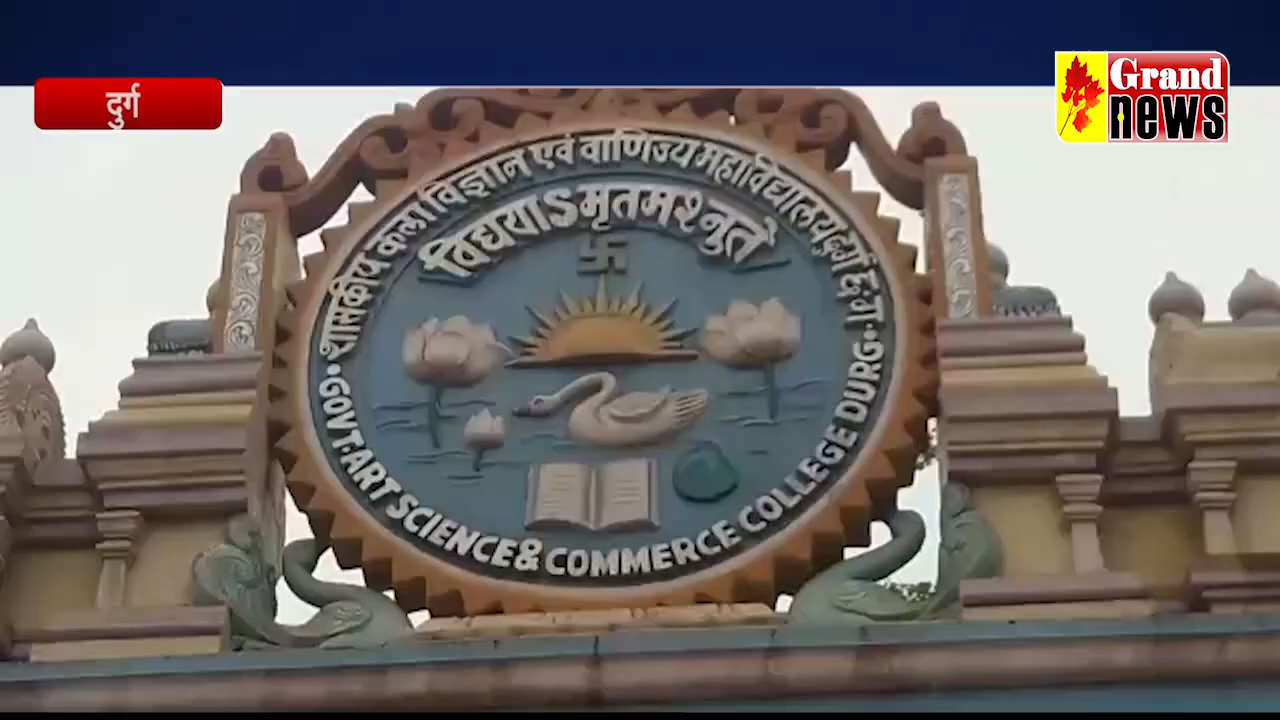 दुर्ग
Grand
news
शासकीय कला विज्ञान एवं वाणिज्य महाविद्यालय दुर्ग छ.ग.
विद्ययाऽमृतमश्नुते
GOVT. ART SCIENCE & COMMERCE COLLEGE DURG